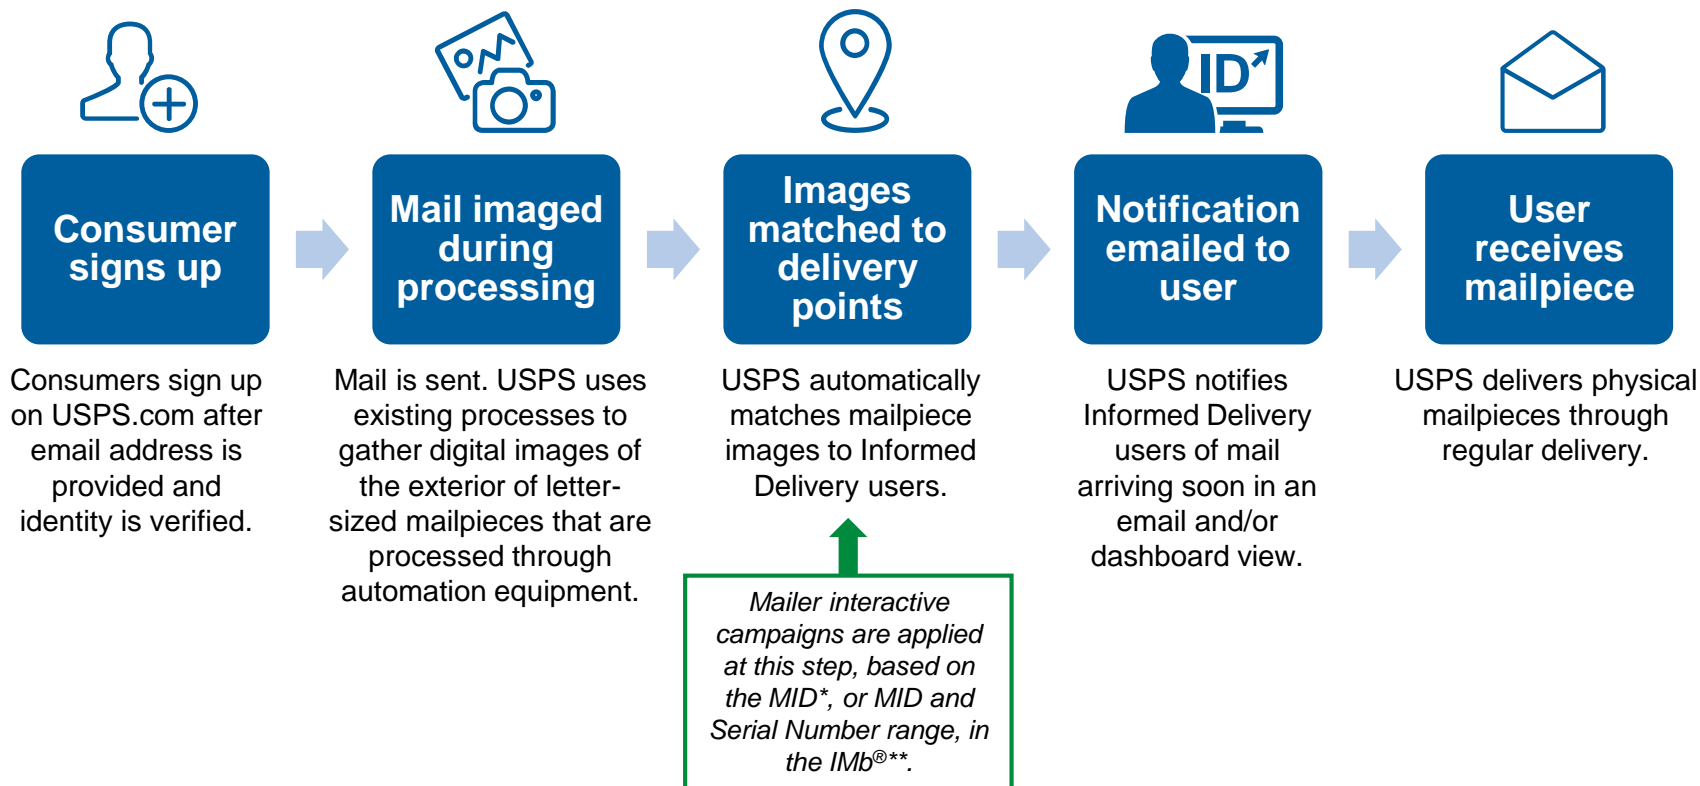 ID
Consumer
signs up
Mail imaged
during
processing
Images
matched to
delivery
points
Notification
emailed to
user
User
receives
mailpiece
Consumers sign up
on USPS.com after
email address is
provided and
identity is verified.
Mail is sent. USPS uses
existing processes to
gather digital images of
the exterior of letter-
sized mailpieces that are
processed through
automation equipment.
USPS automatically
matches mailpiece
images to Informed
Delivery users.
USPS notifies
Informed Delivery
users of mail
arriving soon in an
email and/or
dashboard view.
USPS delivers physical
mailpieces through
regular delivery.
Mailer interactive
campaigns are applied
at this step, based on
the MID*, or MID and
Serial Number range, in
the IMb®**.